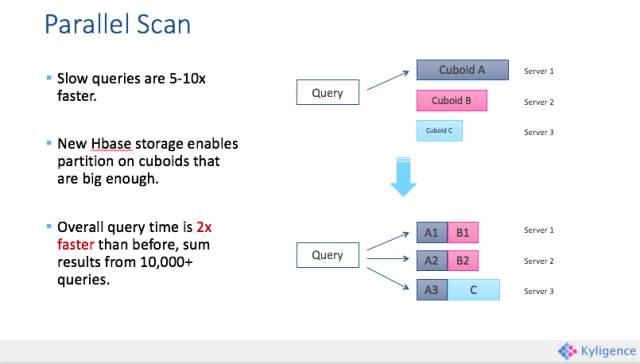 Parallel Scan
Slow queries are 5-10x
faster.
New Hbase storage enables
partition on cuboids that
are big enough.
Overall query time is 2x
faster than before, sum
results from 10,000+
queries.
Query
Cuboid A
Server 1
Cuboid B
Server 2
Cuboid C
Server 3
Query
A1
B1
Server 1
A2
B2
Server 2
A3
C
Server 3
Kyligence